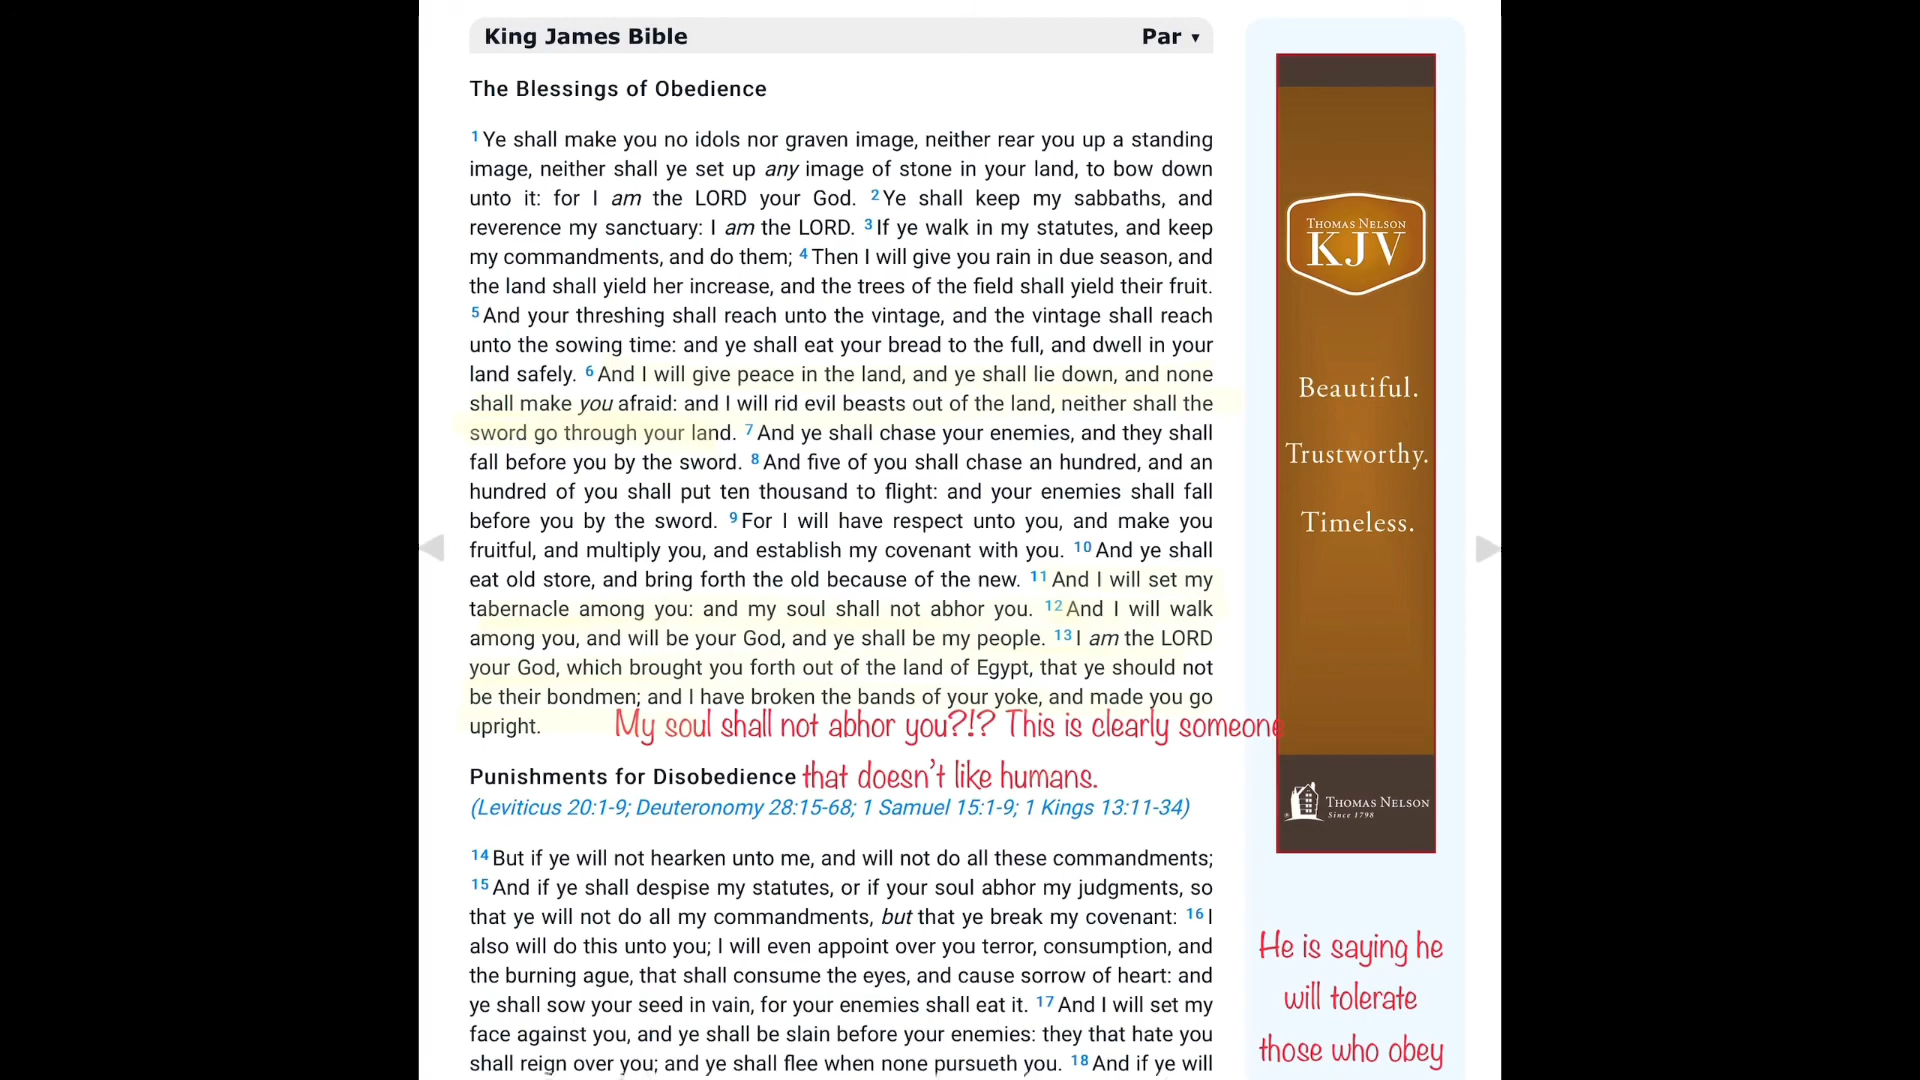 King James Bible
Par ▼
The Blessings of Obedience
1 Ye shall make you no idols nor graven image, neither rear you up a standing
image, neither shall ye set up any image of stone in your land, to bow down
unto it: for I am the LORD your God. 2 Ye shall keep my sabbaths, and
reverence my sanctuary: I am the LORD. 3 If ye walk in my statutes, and keep
my commandments, and do them; 4 Then I will give you rain in due season, and
the land shall yield her increase, and the trees of the field shall yield their fruit.
5 And your threshing shall reach unto the vintage, and the vintage shall reach
unto the sowing time: and ye shall eat your bread to the full, and dwell in your
land safely. 6 And I will give peace in the land, and ye shall lie down, and none
shall make you afraid: and I will rid evil beasts out of the land, neither shall the
sword go through your land. 7 And ye shall chase your enemies, and they shall
fall before you by the sword. 8 And five of you shall chase an hundred, and an
hundred of you shall put ten thousand to flight: and your enemies shall fall
before you by the sword. 9 For I will have respect unto you, and make you
fruitful, and multiply you, and establish my covenant with you. 10 And ye shall
eat old store, and bring forth the old because of the new. 11 And I will set my
tabernacle among you: and my soul shall not abhor you. 12 And I will walk
among you, and will be your God, and ye shall be my people. 13 I am the LORD
your God, which brought you forth out of the land of Egypt, that ye should not
be their bondmen; and I have broken the bands of your yoke, and made you go
upright.
My soul shall not abhor you?!? This is clearly someone
that doesn't like humans.
Punishments for Disobedience
(Leviticus 20:1-9; Deuteronomy 28:15-68; 1 Samuel 15:1-9; 1 Kings 13:11-34)
14 But if ye will not hearken unto me, and will not do all these commandments;
15 And if ye shall despise my statutes, or if your soul abhor my judgments, so
that ye will not do all my commandments, but that ye break my covenant: 16 I
also will do this unto you; I will even appoint over you terror, consumption, and
the burning ague, that shall consume the eyes, and cause sorrow of heart: and
ye shall sow your seed in vain, for your enemies shall eat it. 17 And I will set my
face against you, and ye shall be slain before your enemies: they that hate you
shall reign over you; and ye shall flee when none pursueth you. 18 And if ye will
THOMAS NELSON
KJV
Beautiful.
Trustworthy.
Timeless.
THOMAS NELSON
Since 1798
He is saying he
will tolerate
those who obey